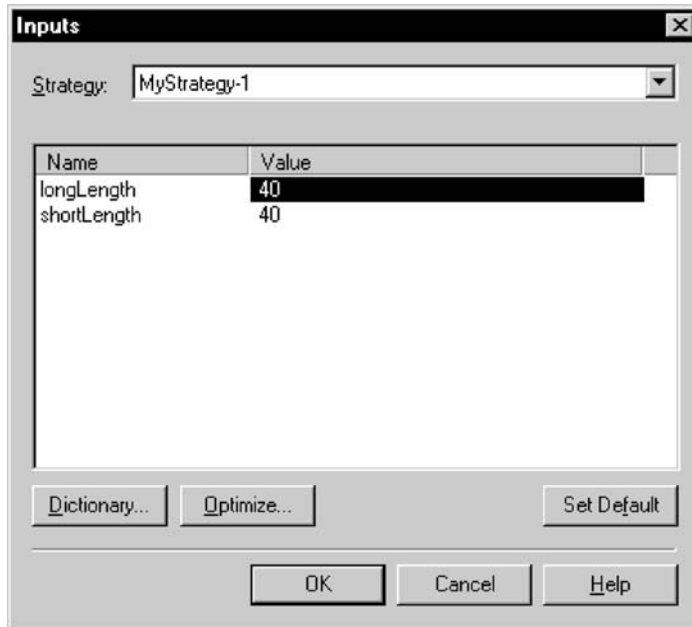 Inputs
Strategy: MyStrategy-1
Name Value
longLength 40
shortLength 40
Dictionary... Optimize... Set Default
OK Cancel Help